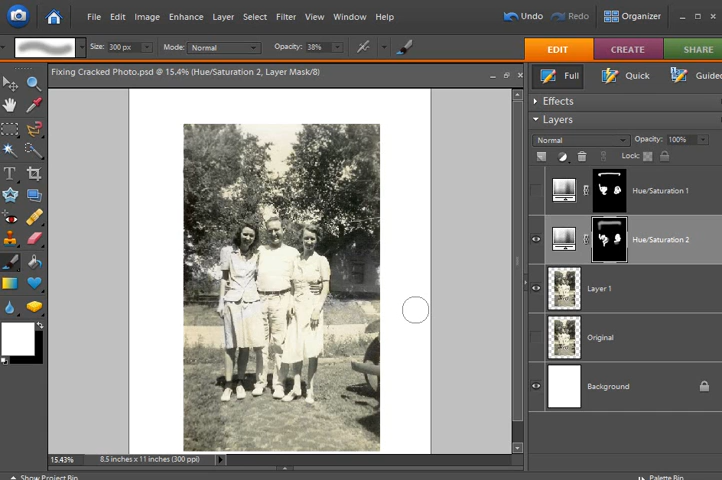 File Edit Image Enhance Layer Select Filter View Window Help Undo Redo Organizer
Size: 300 px Mode: Normal Opacity: 38% EDIT CREATE SHARE
Fixing Cracked Photo.psd @ 15.4% (Hue/Saturation 2, Layer Mask/8)
Full Quick Guided
Effects
Layers
Normal Opacity: 100%
Lock:
Hue/Saturation 1
Hue/Saturation 2
Layer 1
Original
Background
T
15.43% 8.5 inches x 11 inches (300 ppi)
Show Project Bin Palette Bin